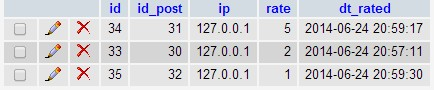 id id_post ip rate dt_rated
34 31 127.0.0.1 5 2014-06-24 20:59:17
33 30 127.0.0.1 2 2014-06-24 20:57:11
35 32 127.0.0.1 1 2014-06-24 20:59:30